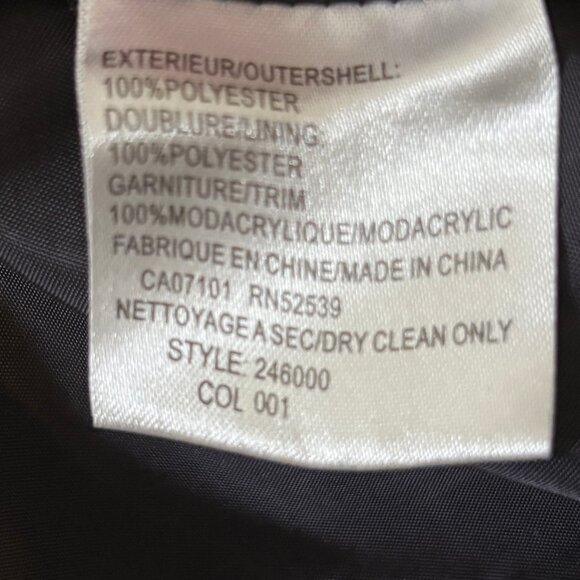 EXTERIEUR/OUTERSHELL:
100%POLYESTER
DOUBLURE/LINING:
100%POLYESTER
GARNITURE/TRIM
100%MODACRYLIQUE/MODACRYLIC
FABRIQUE EN CHINE/MADE IN CHINA
CA07101 RN52539
NETTOYAGE A SEC/DRY CLEAN ONLY
STYLE: 246000
COL 001